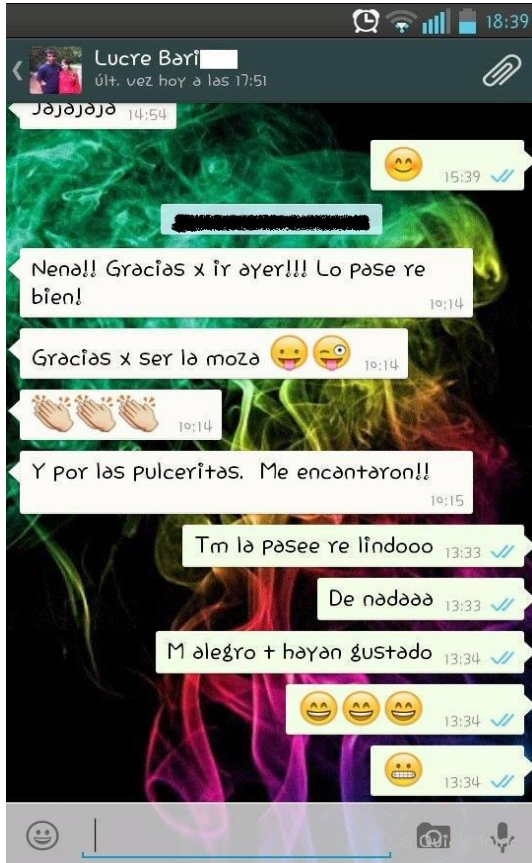 18:39
Lucre Bari
últ. vez hoy a las 17:51
Jajajaja 14:54
15:39
Nena!! Gracias x ir ayer!!! Lo pase re
bien!
10:14
Gracias x ser la moza 10:14
10:14
Y por las pulceritas. Me encantaron!!
10:15
Tm la pasee re lindooo 13:33
De nadaaa 13:33
M alegro t hayan gustado 13:34
13:34
13:34